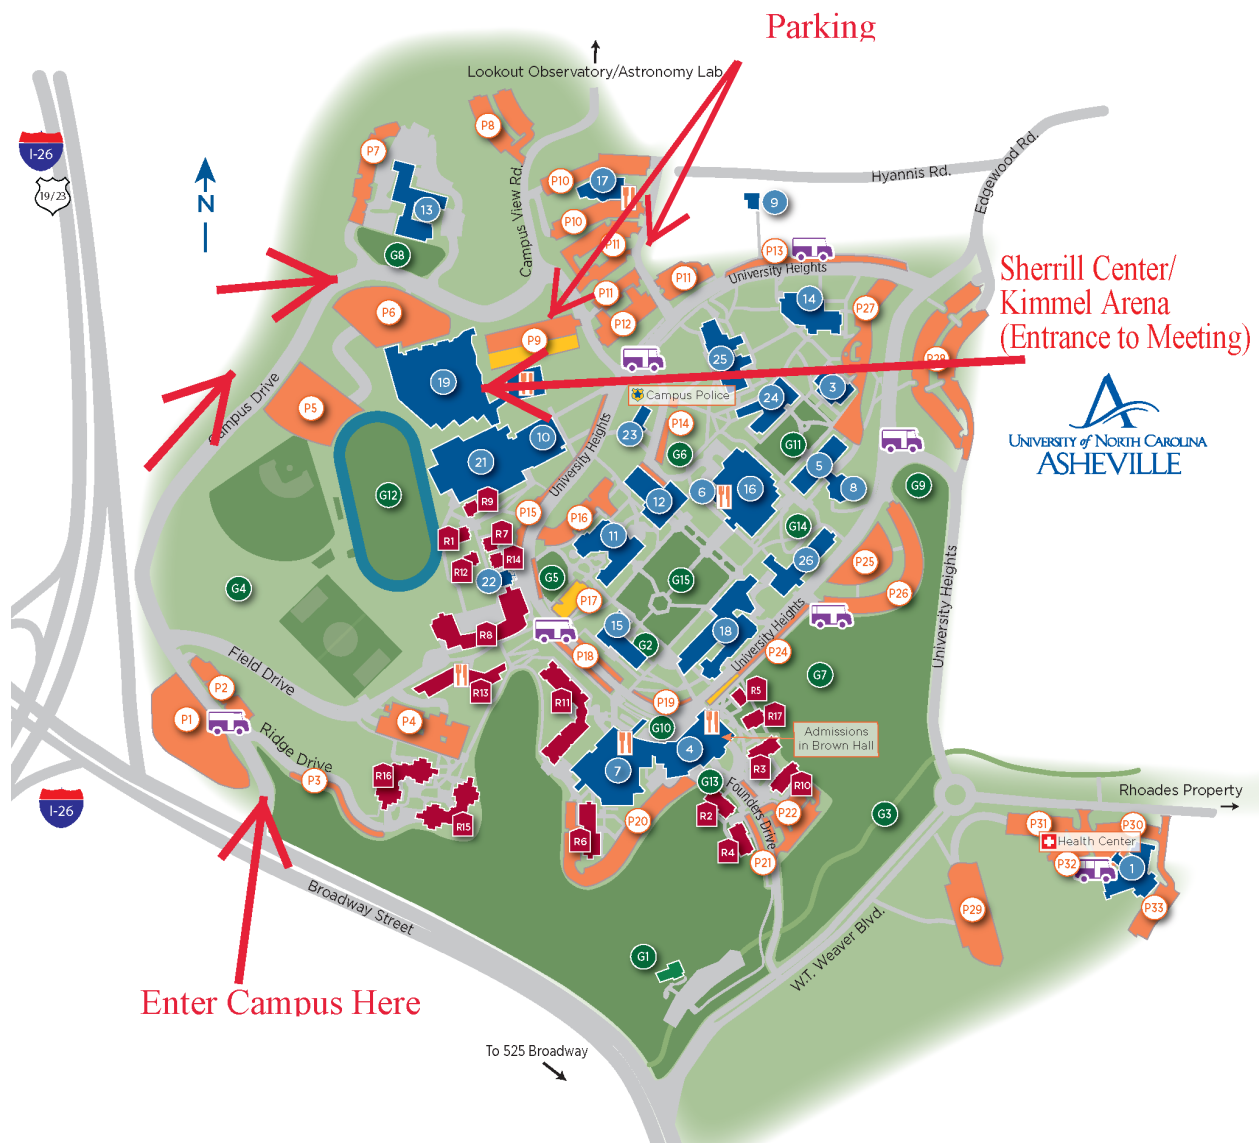 Parking
Lookout Observatory/Astronomy Lab
I-26
19/23
N
P7
P8
13
G8
Campus View Rd.
P10
17
P10
P11
P11
P11
P12
Hyannis Rd.
Edgewood Rd.
9
P13
University Heights
14
P27
P28
Sherrill Center/
Kimmel Arena
(Entrance to Meeting)
UNIVERSITY of NORTH CAROLINA
ASHEVILLE
P6
P9
19
P5
Campus Drive
25
Campus Police
24
3
P14
G6
G11
23
10
21
University Heights
5
8
G9
12
6
16
G12
R9
P15
P16
G14
R1
R7
R14
R12
22
11
26
P25
P26
G4
G5
P17
G15
University Heights
15
G2
18
University Heights
P24
R8
P18
G7
Field Drive
R13
R11
P19
R5
R17
P2
P1
P4
G10
Admissions
in Brown Hall
Ridge Drive
4
7
R3
R10
G13
P3
R16
R15
R2
Founders Drive
P22
G3
P20
R6
R4
P21
Rhoades Property
P31
P30
Health Center
P32
1
P33
P29
I-26
Broadway Street
W.T. Weaver Blvd.
G1
Enter Campus Here
To 525 Broadway